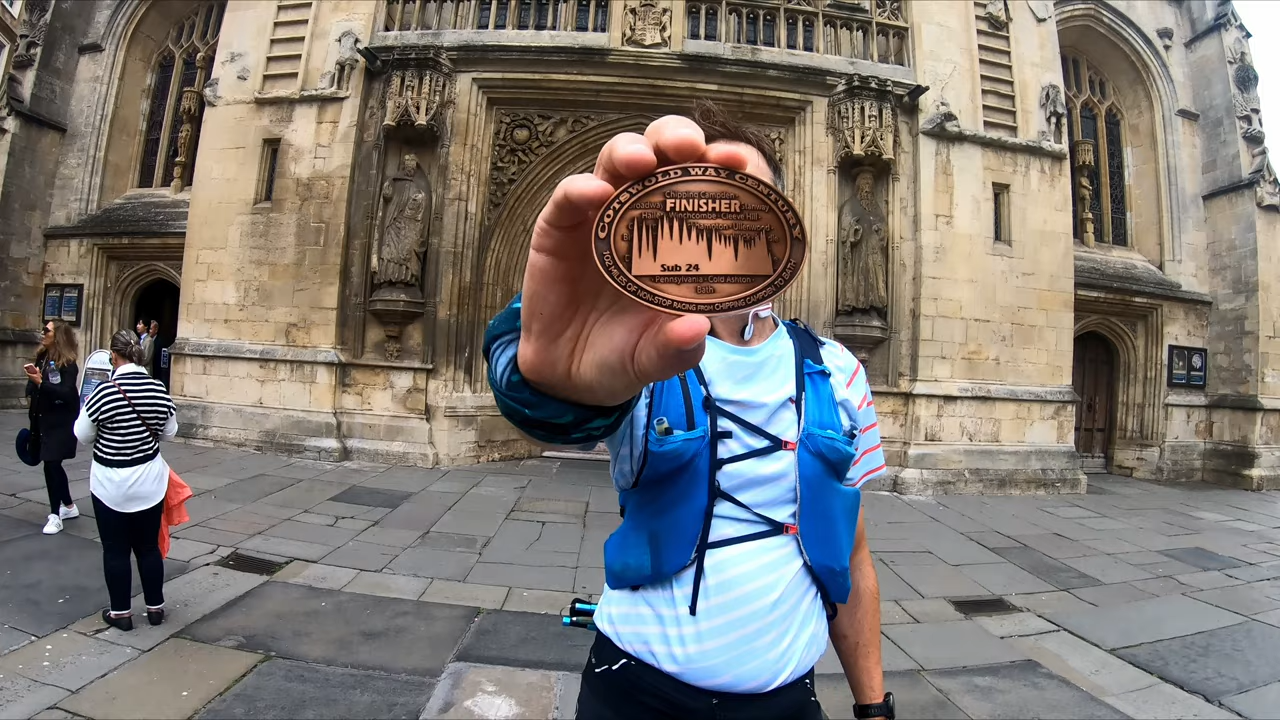 COTSWOLD WAY CENTURY
Chipping Campden
FINISHER
Winchcombe - Cleeve Hill -
Sub 24
- Pennsylvania - Cold Ashton -
Bath
102 MILES OF NON-STOP RACING FROM CHIPPING CAMPDEN TO BATH